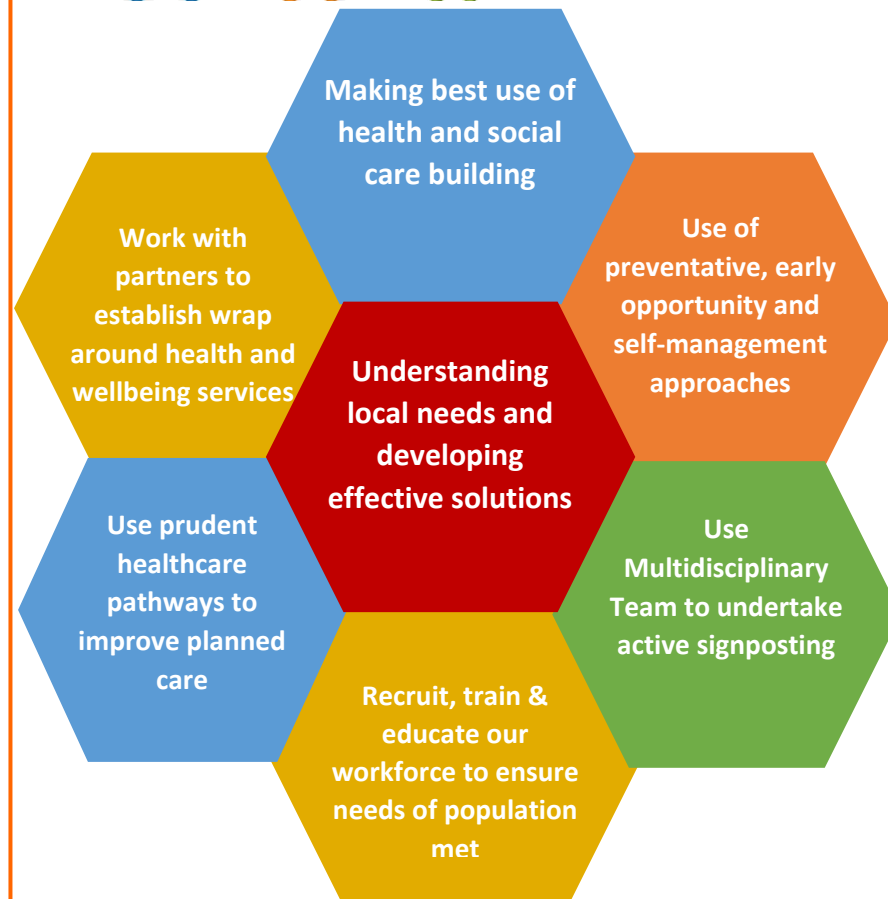 Making best use of
health and social
care building
Work with
partners to
establish wrap
around health and
wellbeing services
Use of
preventative, early
opportunity and
self-management
approaches
Understanding
local needs and
developing
effective solutions
Use prudent
healthcare
pathways to
improve planned
care
Use
Multidisciplinary
Team to undertake
active signposting
Recruit, train &
educate our
workforce to ensure
needs of population
met